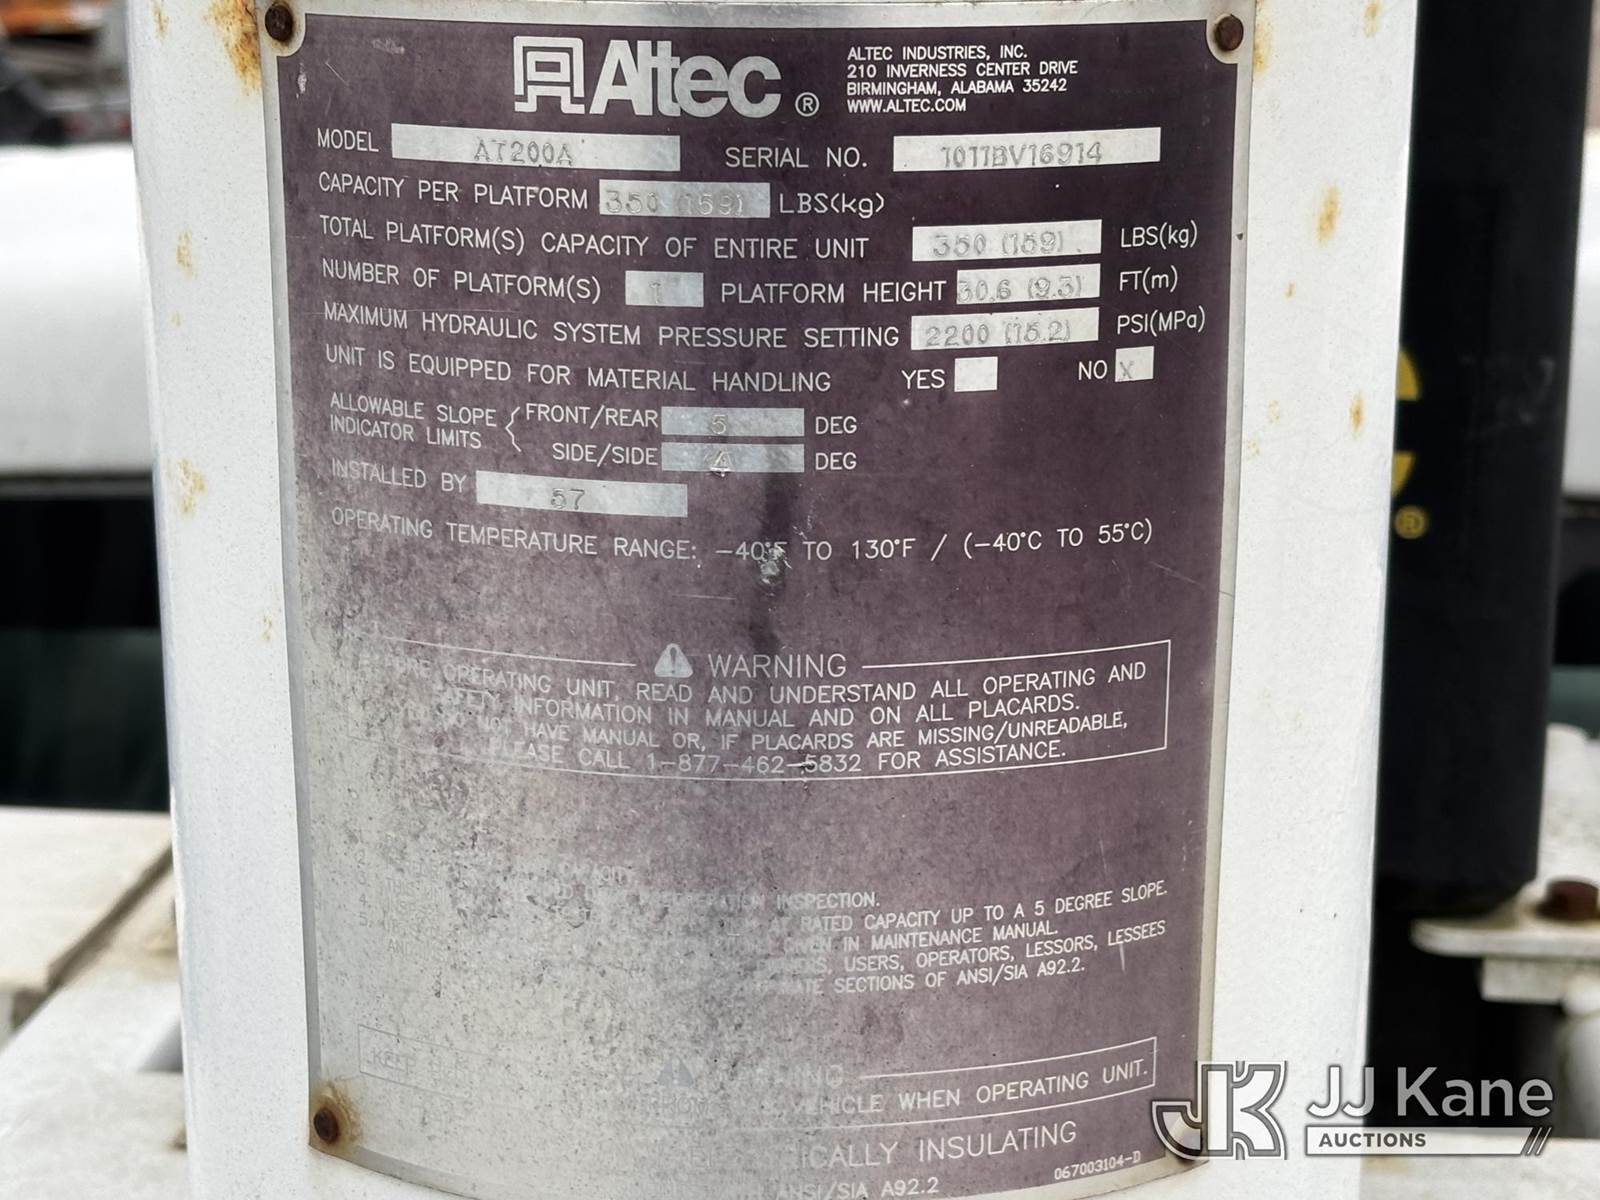 Altec ®
ALTEC INDUSTRIES, INC.
210 INVERNESS CENTER DRIVE
BIRMINGHAM, ALABAMA 35242
WWW.ALTEC.COM
MODEL AT200A SERIAL NO. 1011BV16914
CAPACITY PER PLATFORM 350 (159) LBS(kg)
TOTAL PLATFORM(S) CAPACITY OF ENTIRE UNIT 350 (159) LBS(kg)
NUMBER OF PLATFORM(S) 1 PLATFORM HEIGHT 30.6 (9.3) FT(m)
MAXIMUM HYDRAULIC SYSTEM PRESSURE SETTING 2200 (15.2) PSI(MPa)
UNIT IS EQUIPPED FOR MATERIAL HANDLING YES NO X
ALLOWABLE SLOPE INDICATOR LIMITS { FRONT/REAR 5 DEG
SIDE/SIDE 4 DEG
INSTALLED BY 57
OPERATING TEMPERATURE RANGE: -40°F TO 130°F / (-40°C TO 55°C)
WARNING
OPERATING UNIT, READ AND UNDERSTAND ALL OPERATING AND
SAFETY INFORMATION IN MANUAL AND ON ALL PLACARDS.
DO NOT HAVE MANUAL OR, IF PLACARDS ARE MISSING/UNREADABLE,
PLEASE CALL 1-877-462-5832 FOR ASSISTANCE.
CAPACITY
INSPECTION.
AT RATED CAPACITY UP TO A 5 DEGREE SLOPE.
GIVEN IN MAINTENANCE MANUAL.
USERS, OPERATORS, LESSORS, LESSEES
SECTIONS OF ANSI/SIA A92.2.
VEHICLE WHEN OPERATING UNIT.
INSULATING
ANSI/SIA A92.2
067003104-D
®
JK JJ Kane
AUCTIONS